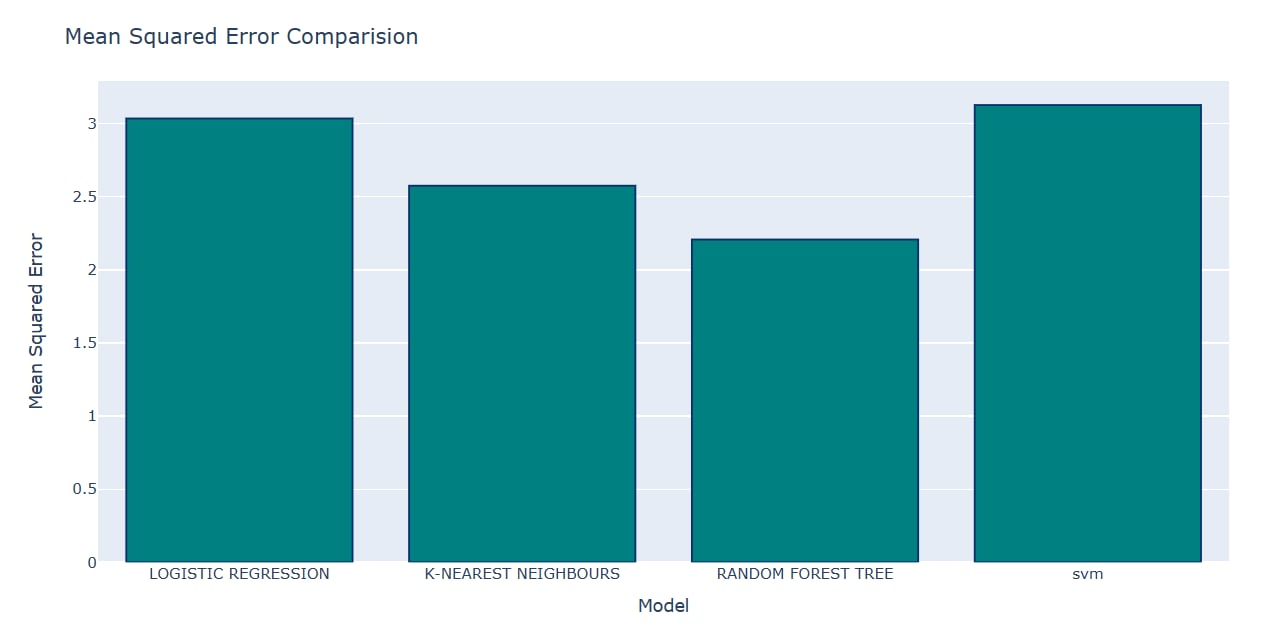 Mean Squared Error Comparision
Mean Squared Error
3
2.5
2
1.5
1
0.5
0
LOGISTIC REGRESSION
K-NEAREST NEIGHBOURS
RANDOM FOREST TREE
svm
Model